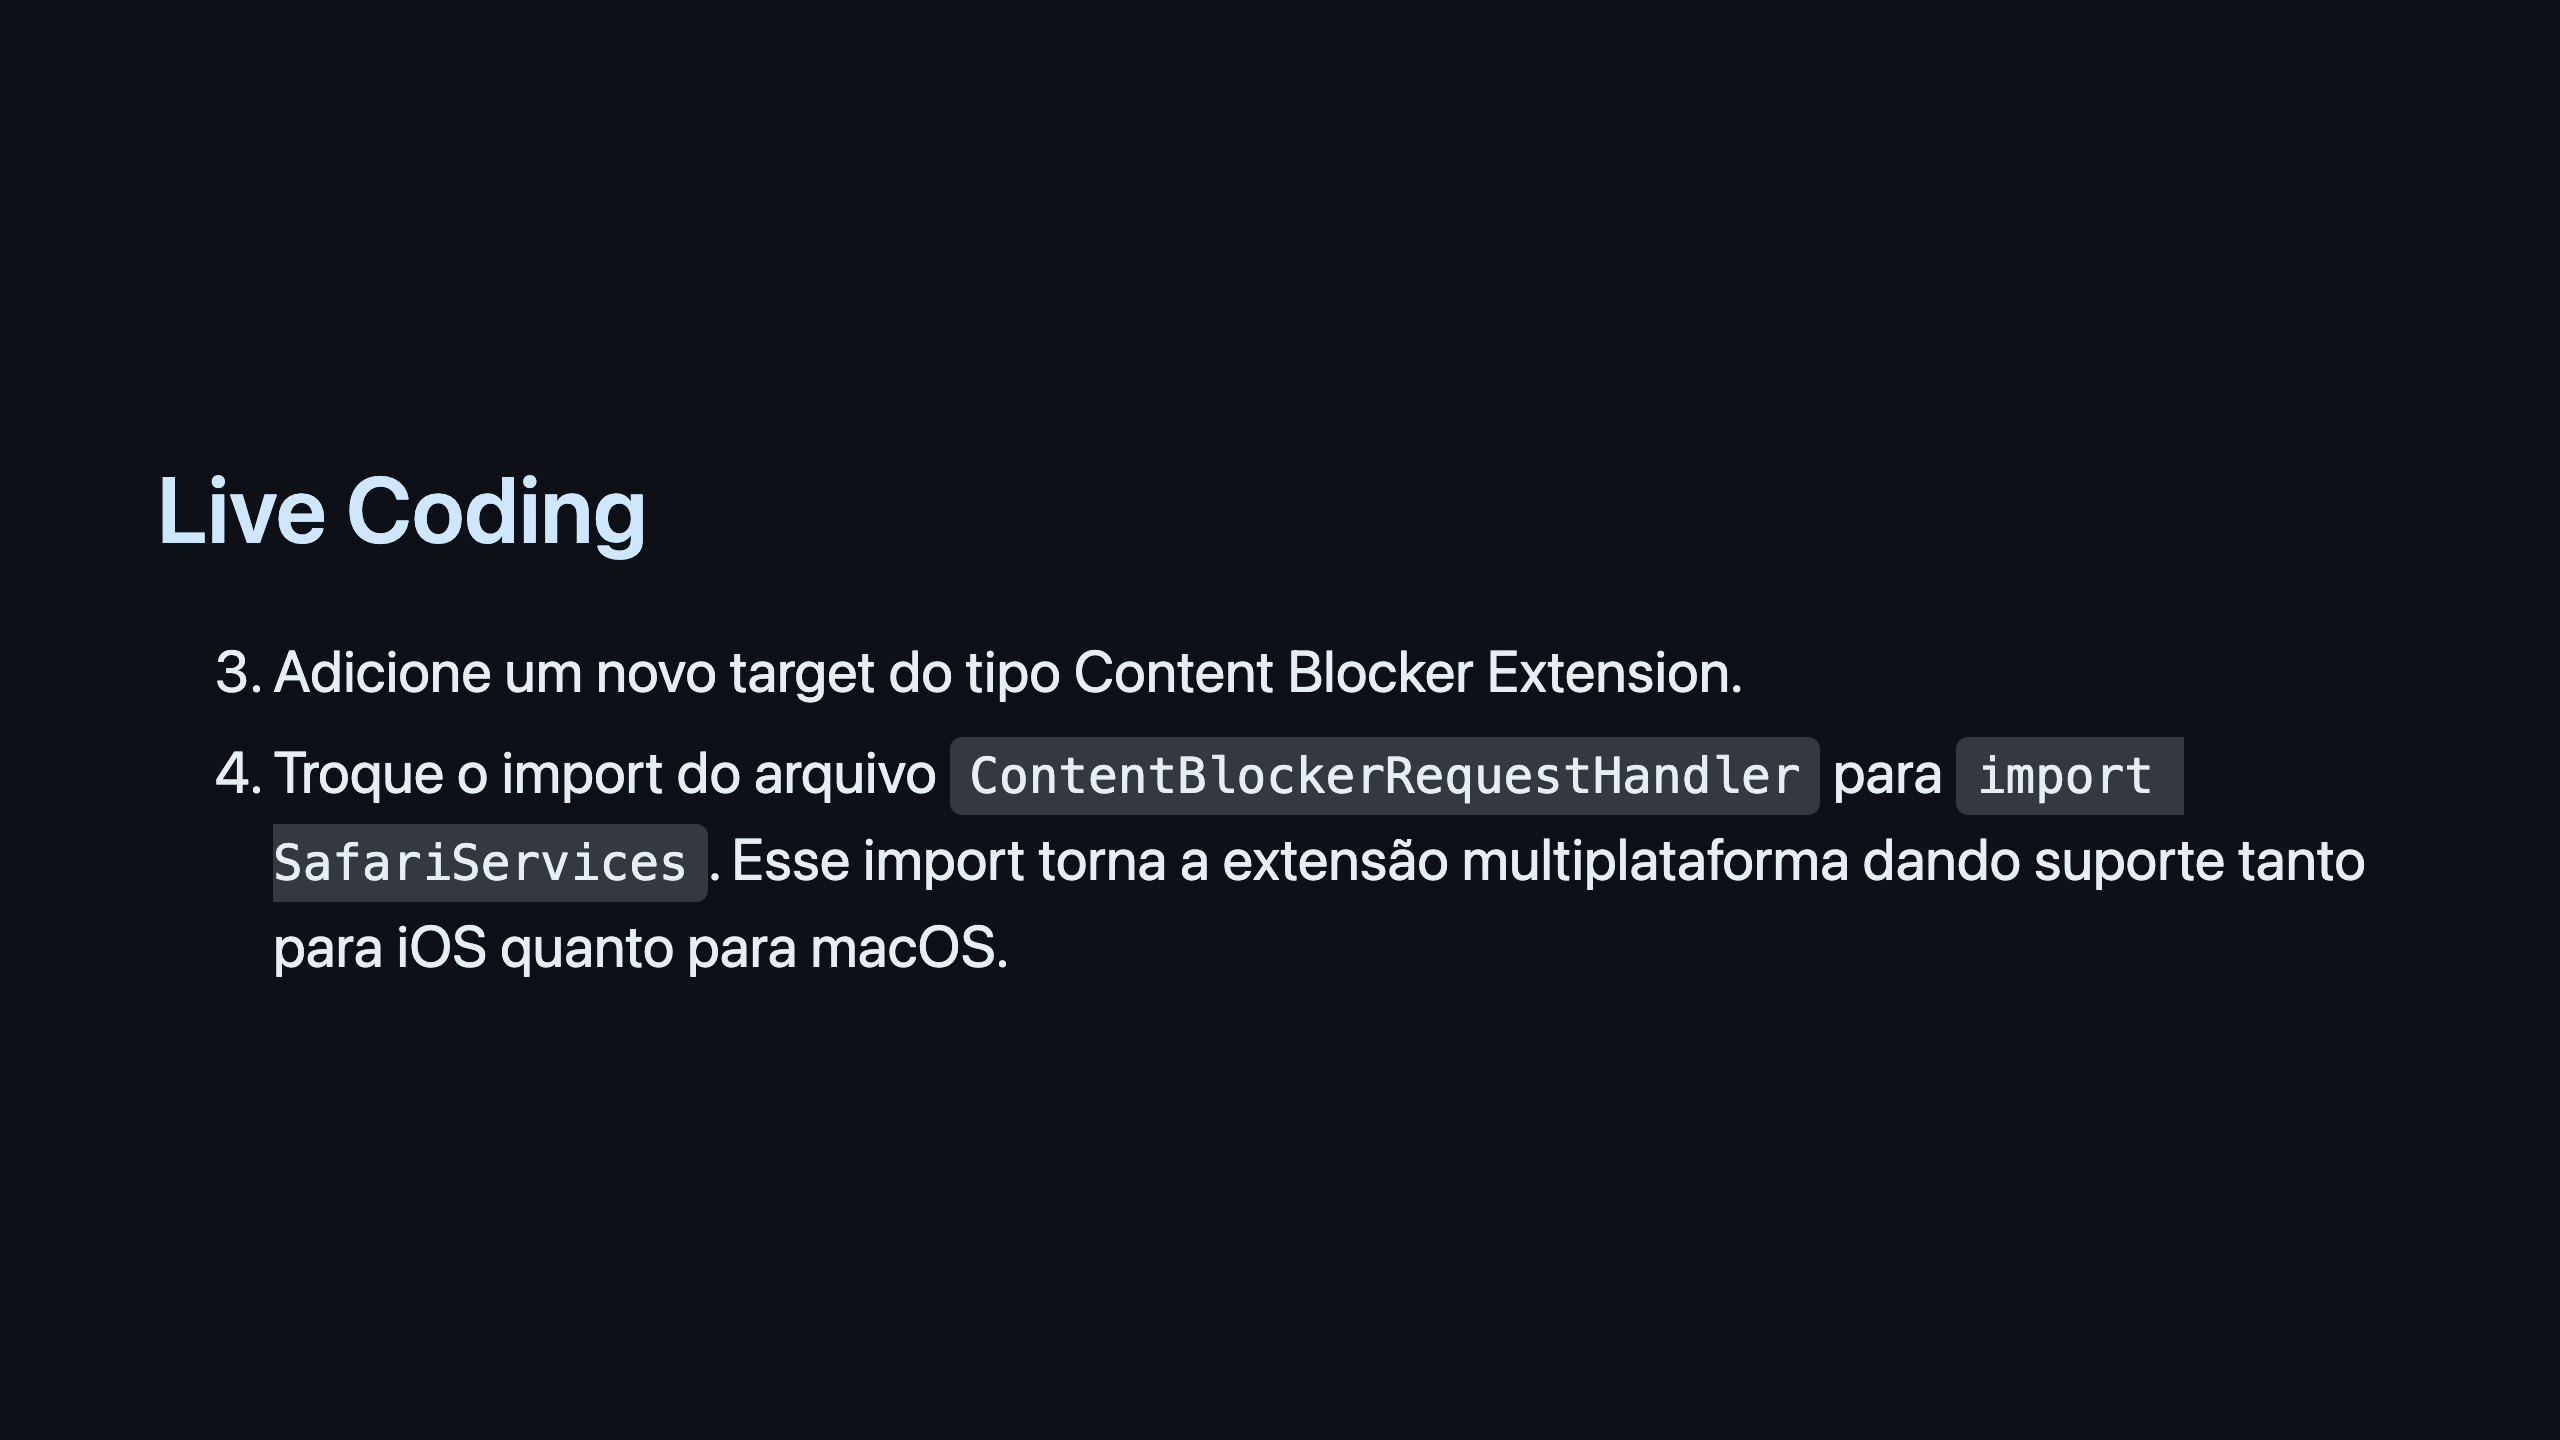 Live Coding
3. Adicione um novo target do tipo Content Blocker Extension.
4. Troque o import do arquivo ContentBlockerRequestHandler para import
SafariServices. Esse import torna a extensão multiplataforma dando suporte tanto
para iOS quanto para macOS.